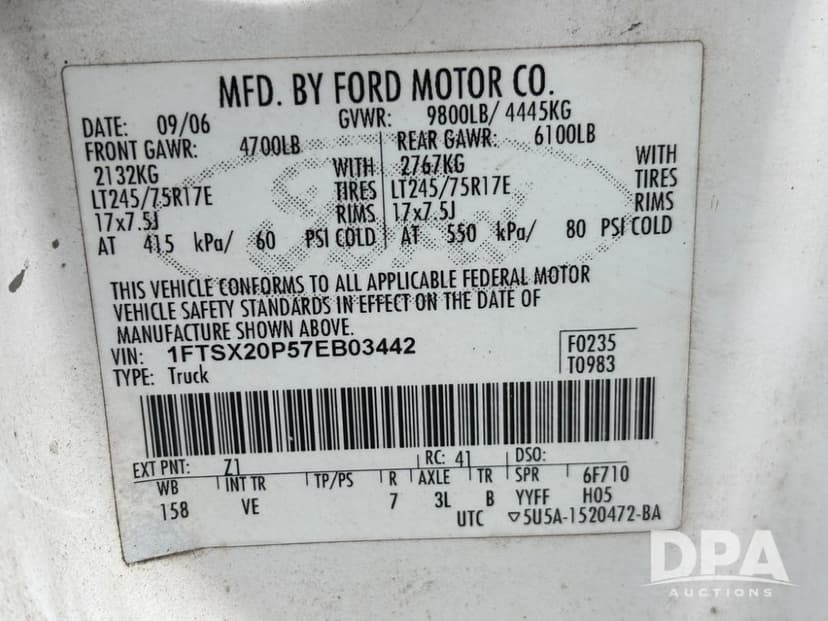 MFD. BY FORD MOTOR CO.
DATE: 09/06 GVWR: 9800LB/ 4445KG
FRONT GAWR: 4700LB REAR GAWR: 6100LB
2132KG WITH 2767KG WITH
LT245/75R17E TIRES LT245/75R17E TIRES
17x7.5J RIMS 17x7.5J RIMS
AT 415 kPa/ 60 PSI COLD AT 550 kPa/ 80 PSI COLD
THIS VEHICLE CONFORMS TO ALL APPLICABLE FEDERAL MOTOR
VEHICLE SAFETY STANDARDS IN EFFECT ON THE DATE OF
MANUFACTURE SHOWN ABOVE.
VIN: 1FTSX20P57EB03442 F0235
TYPE: Truck T0983
EXT PNT: Z1 RC: 41 DSO:
WB INT TR TP/PS R AXLE TR SPR 6F710
158 VE 7 3L B YYFF H05
UTC ▽5U5A-1520472-BA
Ford
DPA
AUCTIONS